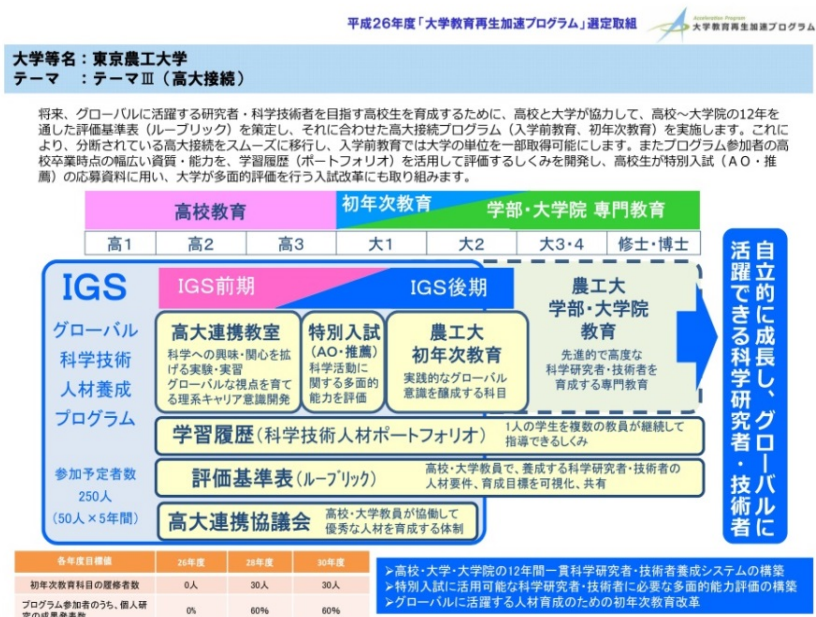 平成26年度「大学教育再生加速プログラム」選定取組
Acceleration Program
大学教育再生加速プログラム
大学等名：東京農工大学
テーマ　：テーマⅢ（高大接続）
将来、グローバルに活躍する研究者・科学技術者を目指す高校生を育成するために、高校と大学が協力して、高校～大学院の12年を
通した評価基準表（ルーブリック）を策定し、それに合わせた高大接続プログラム（入学前教育、初年次教育）を実施します。これに
より、分断されている高大接続をスムーズに移行し、入学前教育では大学の単位を一部取得可能にします。またプログラム参加者の高
校卒業時点の幅広い資質・能力を、学習履歴（ポートフォリオ）を活用して評価するしくみを開発し、高校生が特別入試（ＡＯ・推
薦）の応募資料に用い、大学が多面的評価を行う入試改革にも取り組みます。
高校教育
初年次教育
学部・大学院 専門教育
高1 高2 高3 大1 大2 大3・4 修士・博士
IGS
グローバル
科学技術
人材養成
プログラム
参加予定者数
250人
(50人×5年間)
IGS前期
IGS後期
高大連携教室
科学への興味・関心を拡
げる実験・実習
グローバルな視点を育て
る理系キャリア意識開発
特別入試
(AO・推薦)
科学活動に
関する多面的
能力を評価
農工大
初年次教育
実践的なグローバル
意識を醸成する科目
農工大
学部・大学院
教育
先進的で高度な
科学研究者・技術者を
育成する専門教育
学習履歴(科学技術人材ポートフォリオ)
1人の学生を複数の教員が継続して
指導できるしくみ
評価基準表(ルーブリック)
高校・大学教員で、養成する科学研究者・技術者の
人材要件、育成目標を可視化、共有
高大連携協議会
高校・大学教員が協働して
優秀な人材を育成する体制
自立的に成長し、グローバルに
活躍できる科学研究者・技術者
各年度目標値 26年度 28年度 30年度
初年次教育科目の履修者数 0人 30人 30人
プログラム参加者のうち、個人研 0% 60% 60%
究の成果発表数
➢高校・大学・大学院の12年間一貫科学研究者・技術者養成システムの構築
➢特別入試に活用可能な科学研究者・技術者に必要な多面的能力評価の構築
➢グローバルに活躍する人材育成のための初年次教育改革